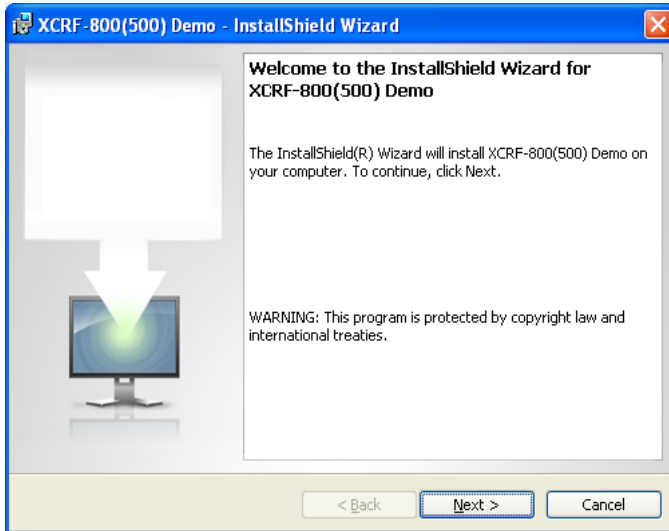 XCRF-800(500) Demo - InstallShield Wizard
Welcome to the InstallShield Wizard for
XCRF-800(500) Demo
The InstallShield(R) Wizard will install XCRF-800(500) Demo on
your computer. To continue, click Next.
WARNING: This program is protected by copyright law and
international treaties.
< Back Next > Cancel